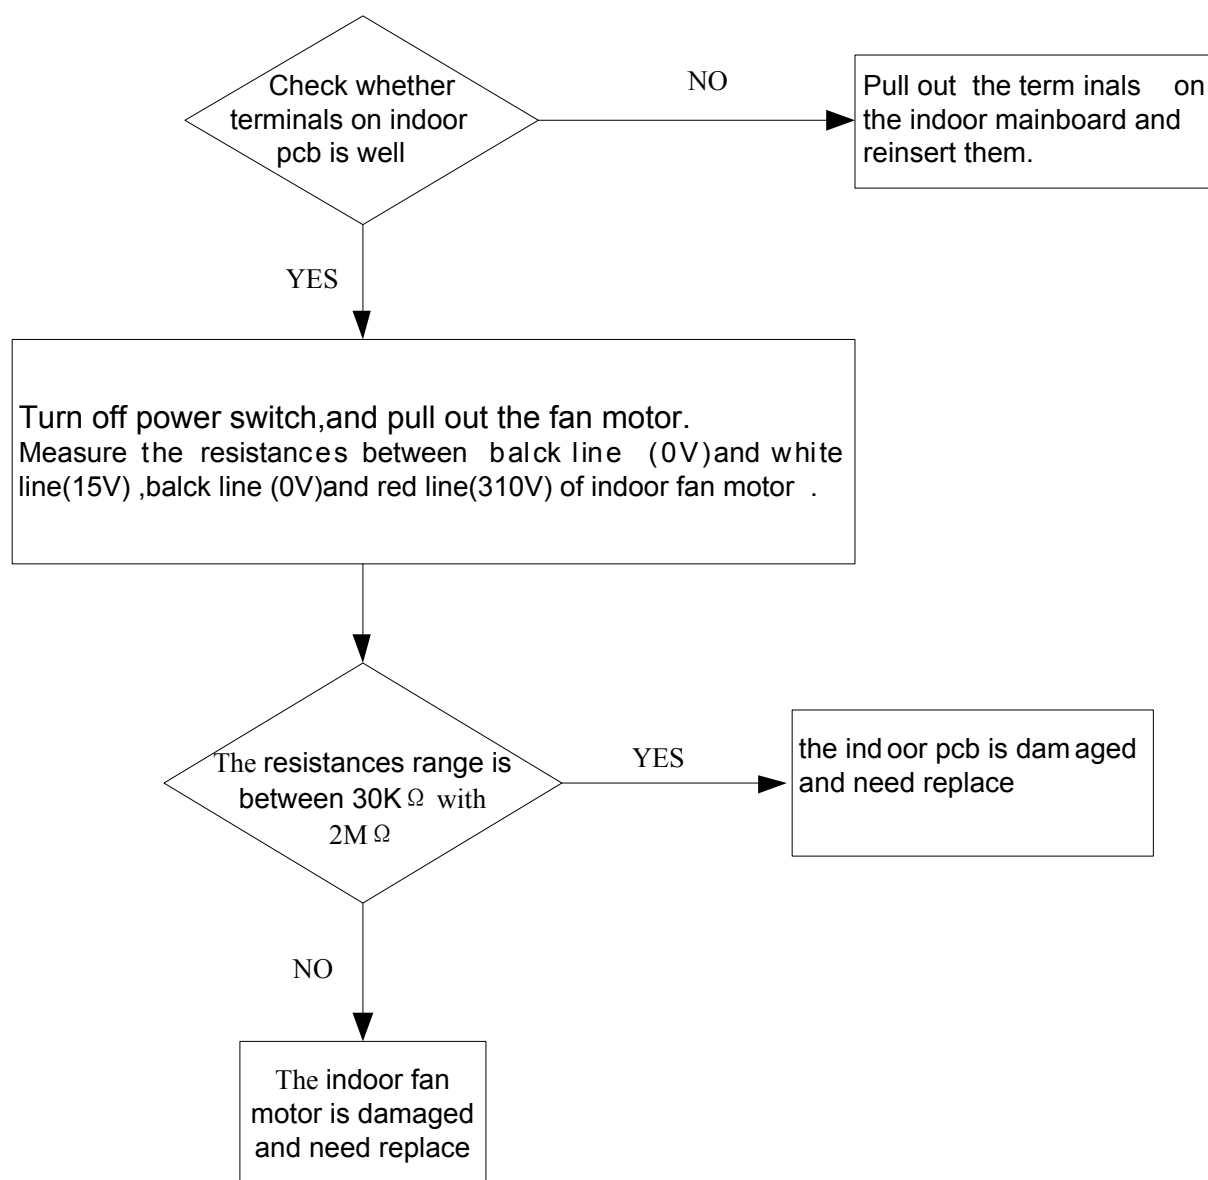 Check whether
terminals on indoor
pcb is well
NO
Pull out the term inals on
the indoor mainboard and
reinsert them.
YES
Turn off power switch,and pull out the fan motor.
Measure the resistances between balck line (0V)and white
line(15V) ,balck line (0V)and red line(310V) of indoor fan motor .
The resistances range is
between 30KΩ with
2MΩ
YES
the ind oor pcb is dam aged
and need replace
NO
The indoor fan
motor is damaged
and need replace